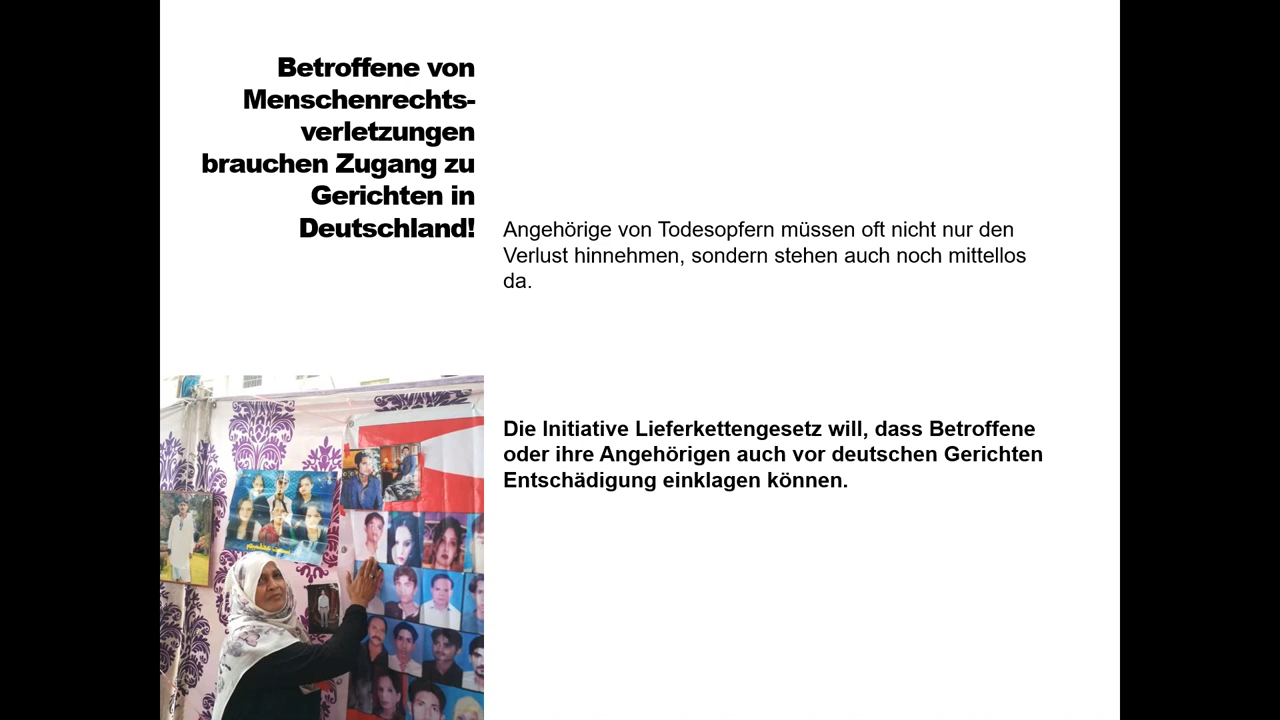 Betroffene von
Menschenrechts-
verletzungen
brauchen Zugang zu
Gerichten in
Deutschland!
Angehörige von Todesopfern müssen oft nicht nur den
Verlust hinnehmen, sondern stehen auch noch mittellos
da.
Die Initiative Lieferkettengesetz will, dass Betroffene
oder ihre Angehörigen auch vor deutschen Gerichten
Entschädigung einklagen können.